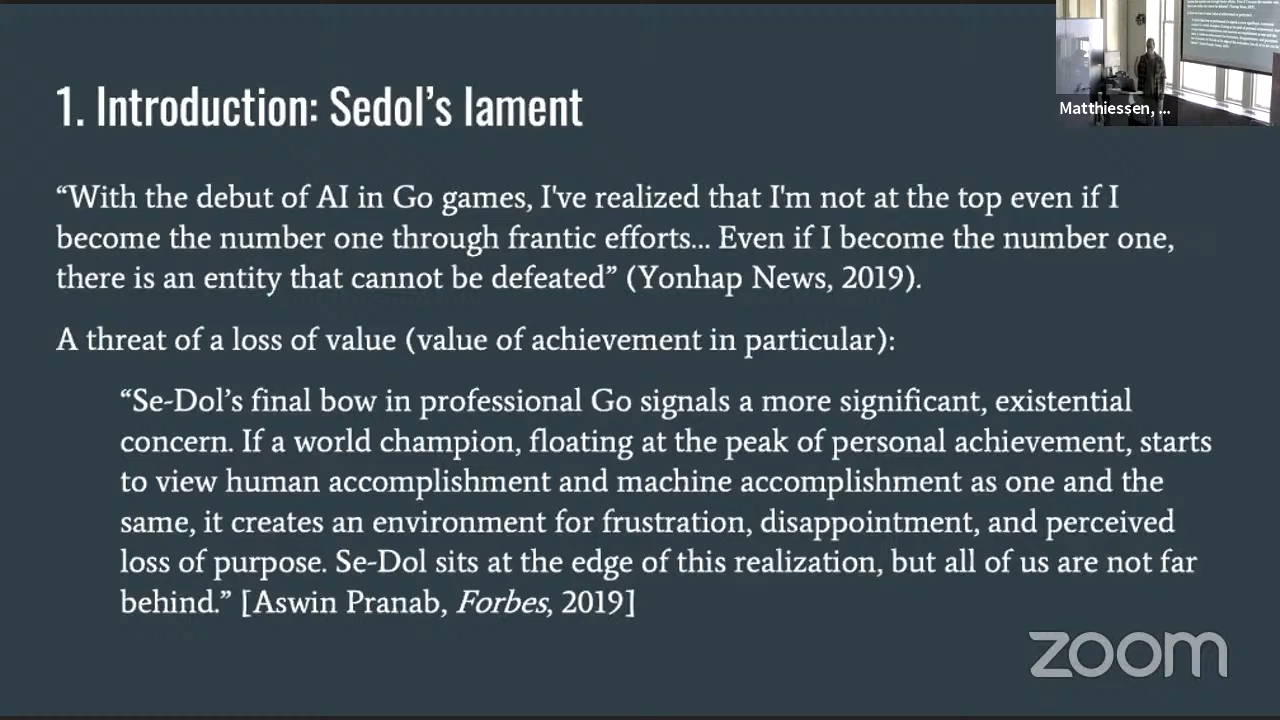 1. Introduction: Sedol’s lament
Matthiessen, ...
“With the debut of AI in Go games, I've realized that I'm not at the top even if I
become the number one through frantic efforts... Even if I become the number one,
there is an entity that cannot be defeated” (Yonhap News, 2019).
A threat of a loss of value (value of achievement in particular):
“Se-Dol’s final bow in professional Go signals a more significant, existential
concern. If a world champion, floating at the peak of personal achievement, starts
to view human accomplishment and machine accomplishment as one and the
same, it creates an environment for frustration, disappointment, and perceived
loss of purpose. Se-Dol sits at the edge of this realization, but all of us are not far
behind.” [Aswin Pranab, Forbes, 2019]
zoom